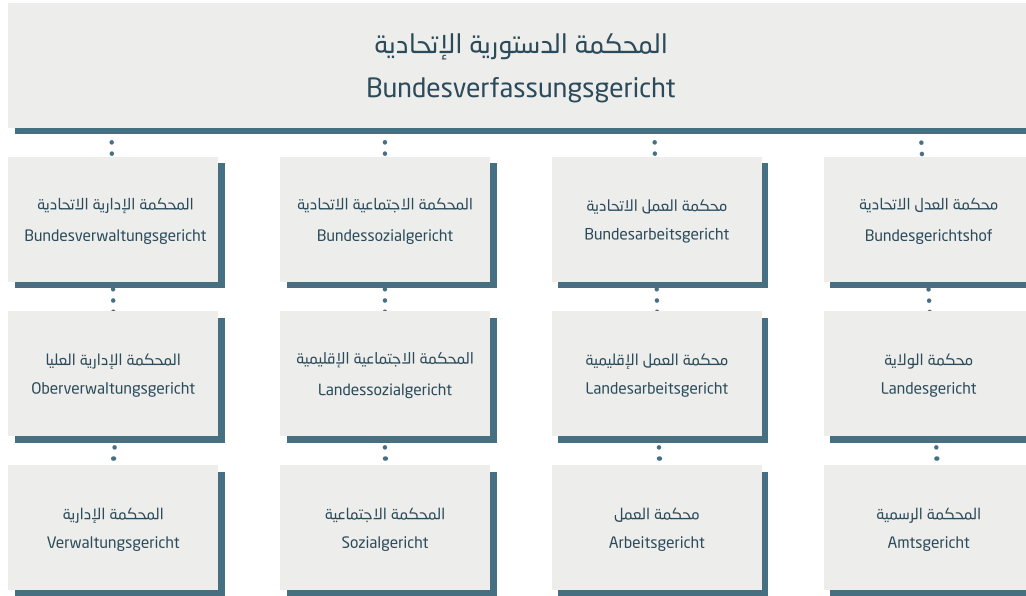 المحكمة الدستورية الإتحادية
Bundesverfassungsgericht
المحكمة الإدارية الاتحادية
Bundesverwaltungsgericht
المحكمة الاجتماعية الاتحادية
Bundessozialgericht
محكمة العمل الاتحادية
Bundesarbeitsgericht
محكمة العدل الاتحادية
Bundesgerichtshof
المحكمة الإدارية العليا
Oberverwaltungsgericht
المحكمة الاجتماعية الإقليمية
Landessozialgericht
محكمة العمل الإقليمية
Landesarbeitsgericht
محكمة الولاية
Landesgericht
المحكمة الإدارية
Verwaltungsgericht
المحكمة الاجتماعية
Sozialgericht
محكمة العمل
Arbeitsgericht
المحكمة الرسمية
Amtsgericht